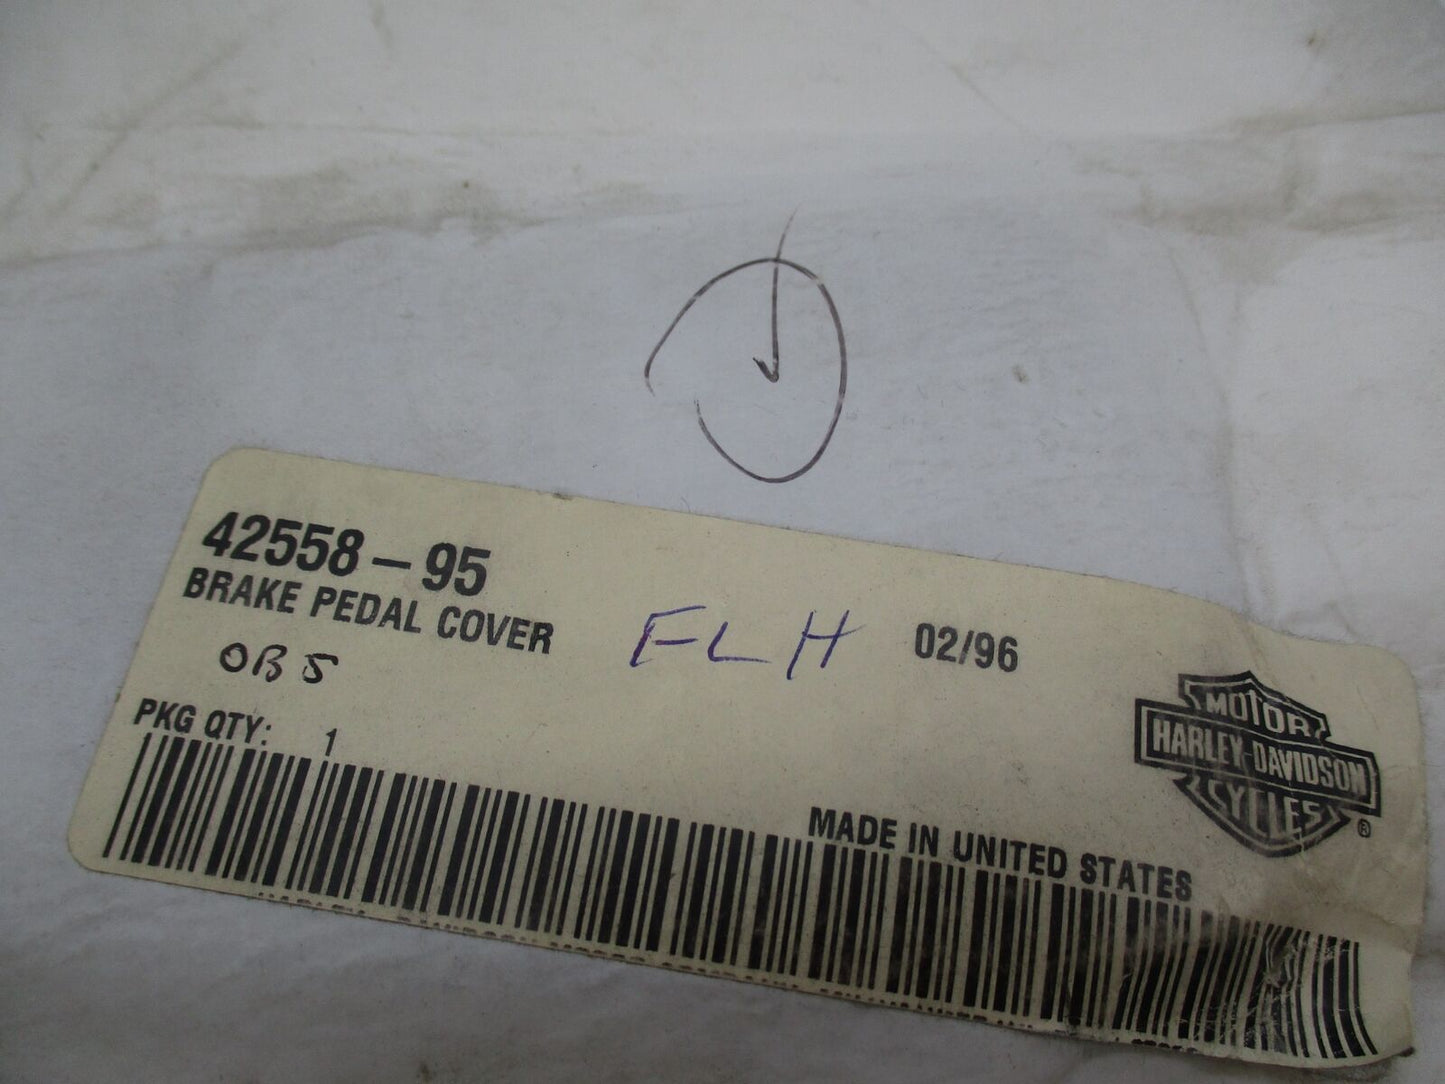 42558-95
BRAKE PEDAL COVER
OB5
FLH
02/96
PKG QTY: 1
MOTOR
HARLEY-DAVIDSON
CYCLES
®
MADE IN UNITED STATES